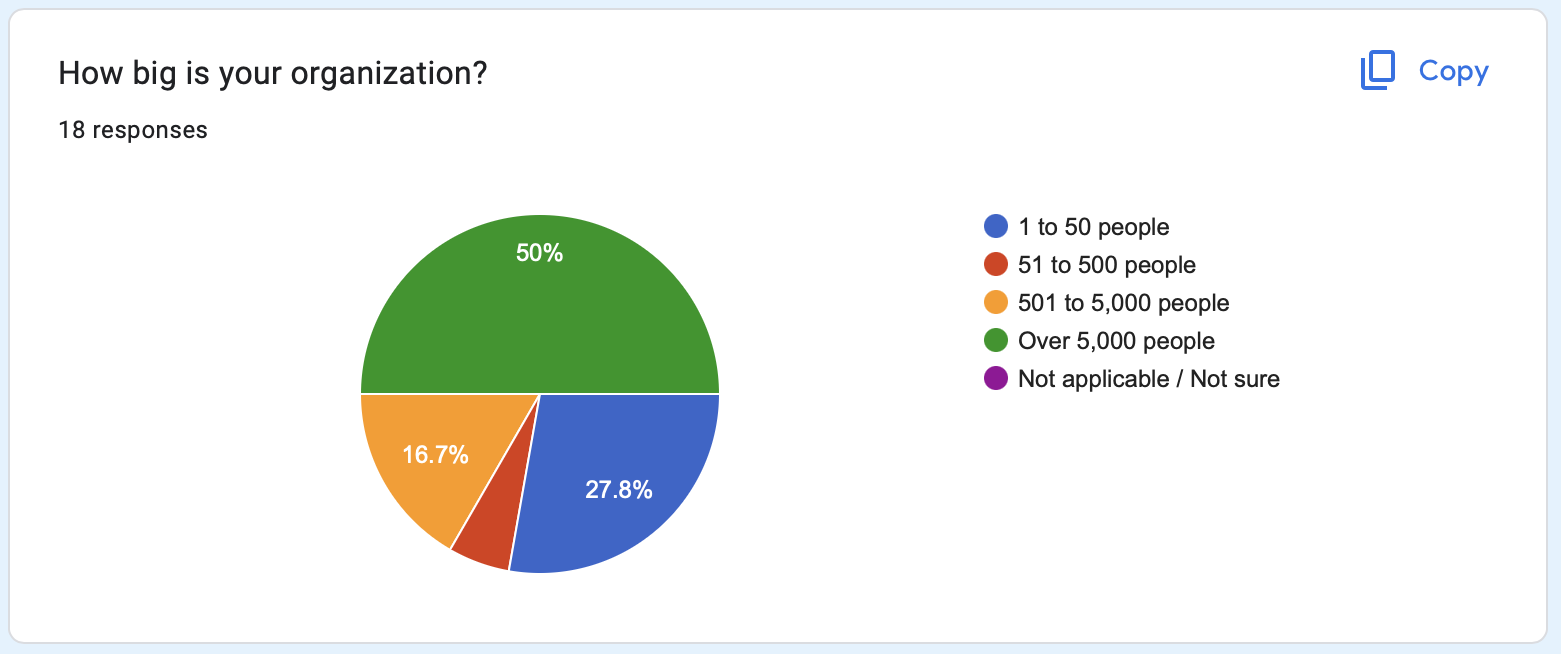 How big is your organization?
Copy
18 responses
50%
16.7%
27.8%
1 to 50 people
51 to 500 people
501 to 5,000 people
Over 5,000 people
Not applicable / Not sure